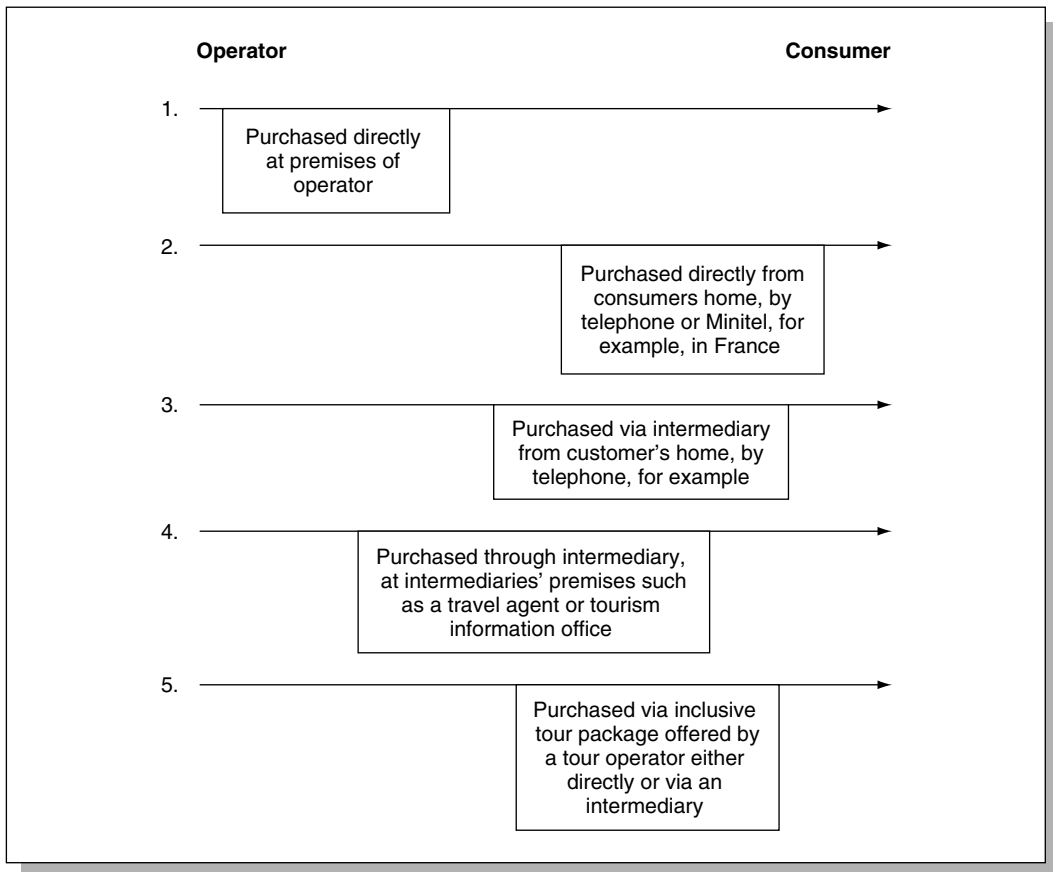 Operator Consumer
1.
Purchased directly
at premises of
operator
2.
Purchased directly from
consumers home, by
telephone or Minitel, for
example, in France
3.
Purchased via intermediary
from customer's home, by
telephone, for example
4.
Purchased through intermediary,
at intermediaries' premises such
as a travel agent or tourism
information office
5.
Purchased via inclusive
tour package offered by
a tour operator either
directly or via an
intermediary